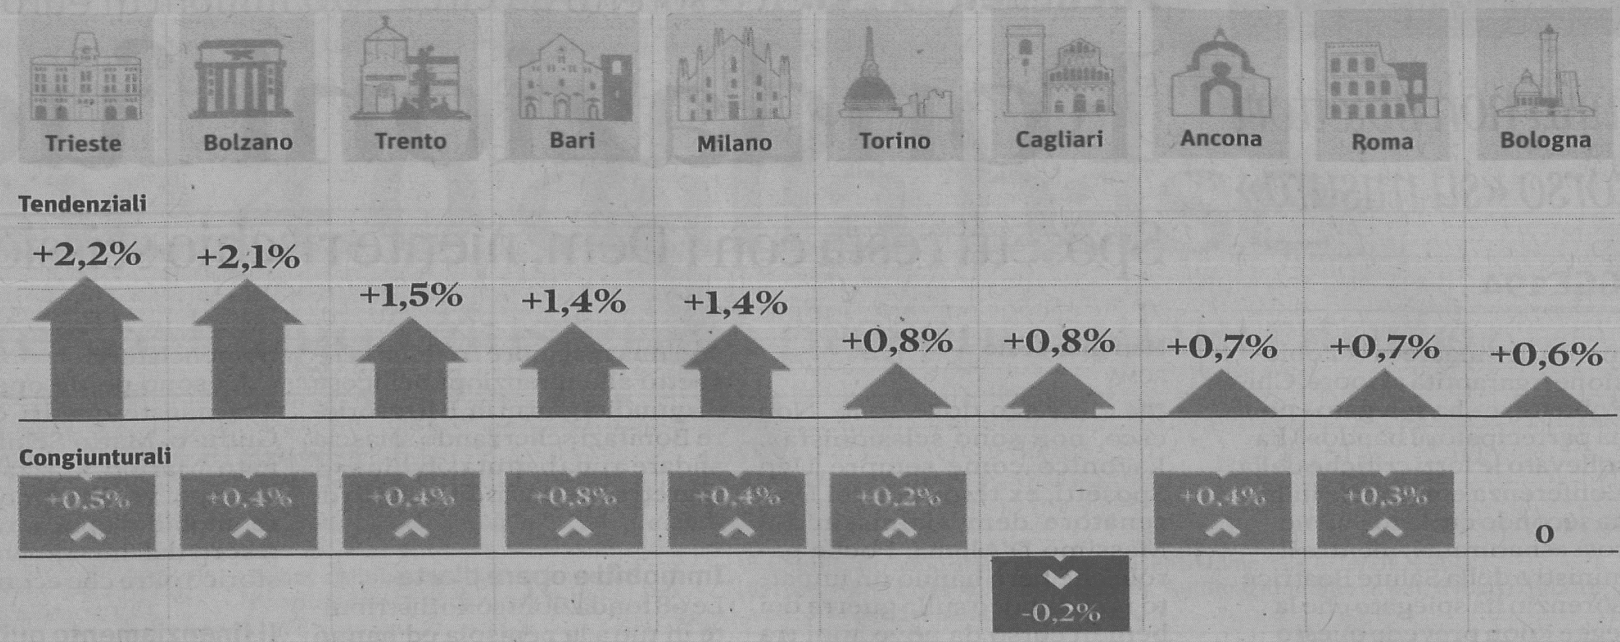 Trieste Bolzano Trento Bari Milano Torino Cagliari Ancona Roma Bologna
Tendenziali
+2,2% +2,1% +1,5% +1,4% +1,4% +0,8% +0,8% +0,7% +0,7% +0,6%
Congiunturali
+0,5% +0,4% +0,4% +0,8% +0,4% +0,2% +0,4% +0,3% 0
-0,2%